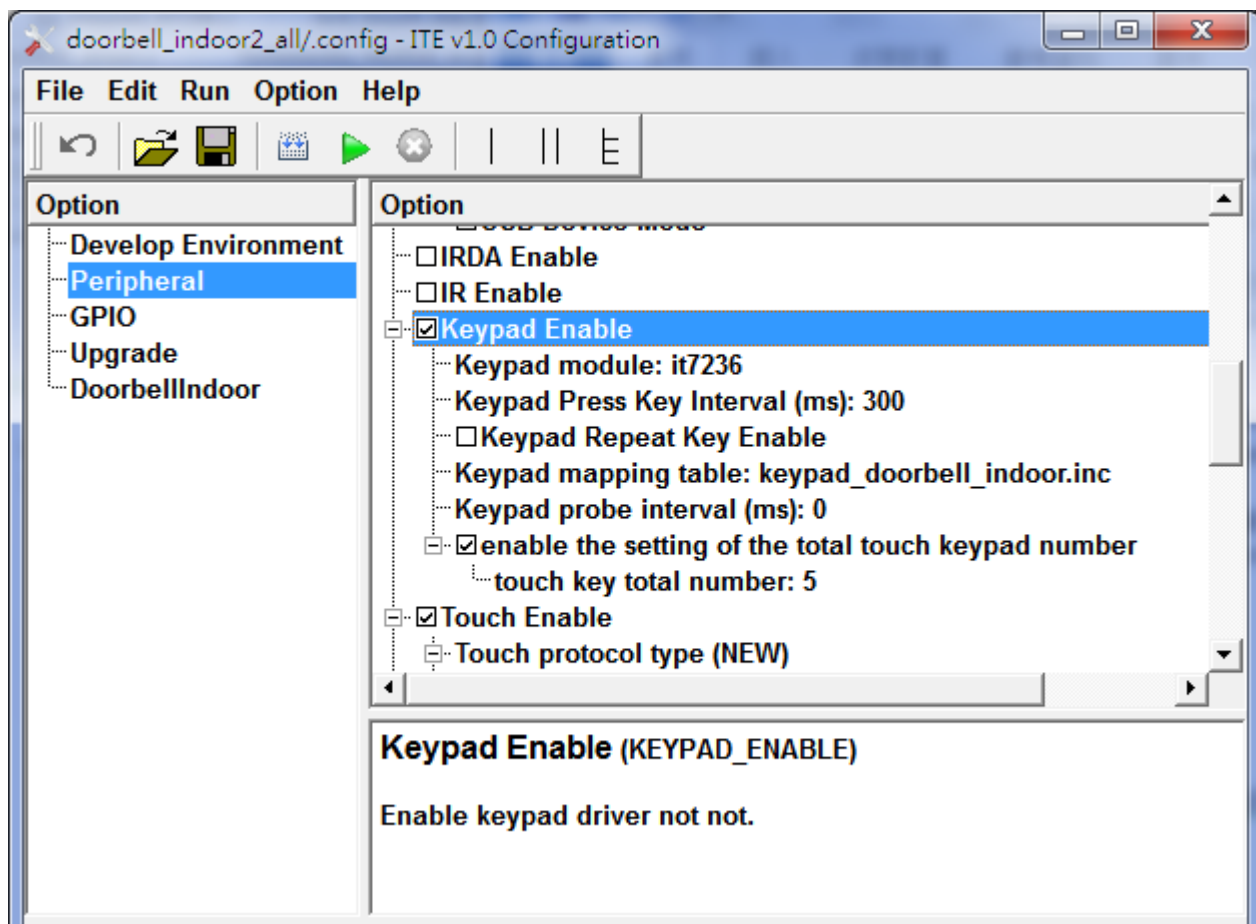 doorbell_indoor2_all/.config - ITE v1.0 Configuration
File Edit Run Option Help
Option
Develop Environment
Peripheral
GPIO
Upgrade
DoorbellIndoor
Option
IRDA Enable
IR Enable
Keypad Enable
Keypad module: it7236
Keypad Press Key Interval (ms): 300
Keypad Repeat Key Enable
Keypad mapping table: keypad_doorbell_indoor.inc
Keypad probe interval (ms): 0
enable the setting of the total touch keypad number
touch key total number: 5
Touch Enable
Touch protocol type (NEW)
Keypad Enable (KEYPAD_ENABLE)
Enable keypad driver not not.